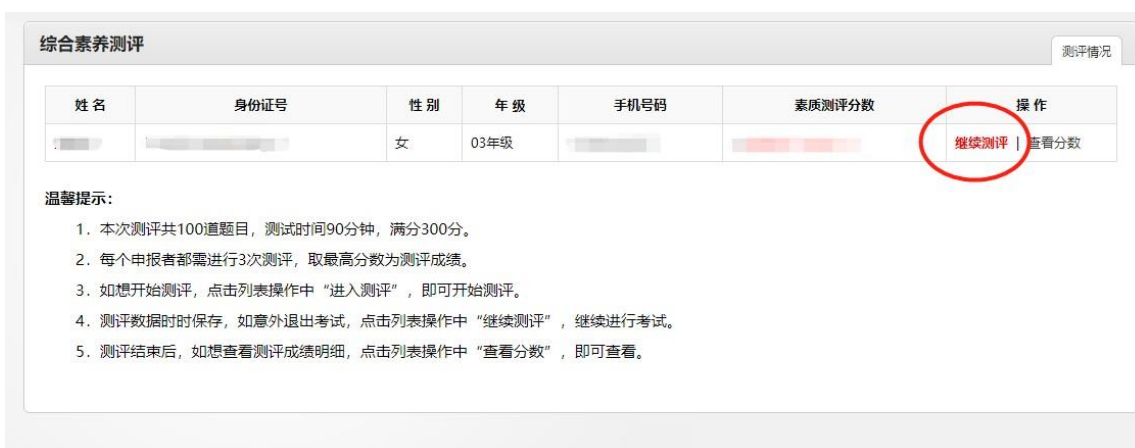 综合素养测评
测评情况
姓 名 身份证号 性 别 年 级 手机号码 素质测评分数 操 作
女 03年级 继续测评 | 查看分数
温馨提示：
1. 本次测评共100道题目，测试时间90分钟，满分300分。
2. 每个申报者都需进行3次测评，取最高分数为测评成绩。
3. 如想开始测评，点击列表操作中“进入测评”，即可开始测评。
4. 测评数据时时保存，如意外退出考试，点击列表操作中“继续测评”，继续进行考试。
5. 测评结束后，如想查看测评成绩明细，点击列表操作中“查看分数”，即可查看。